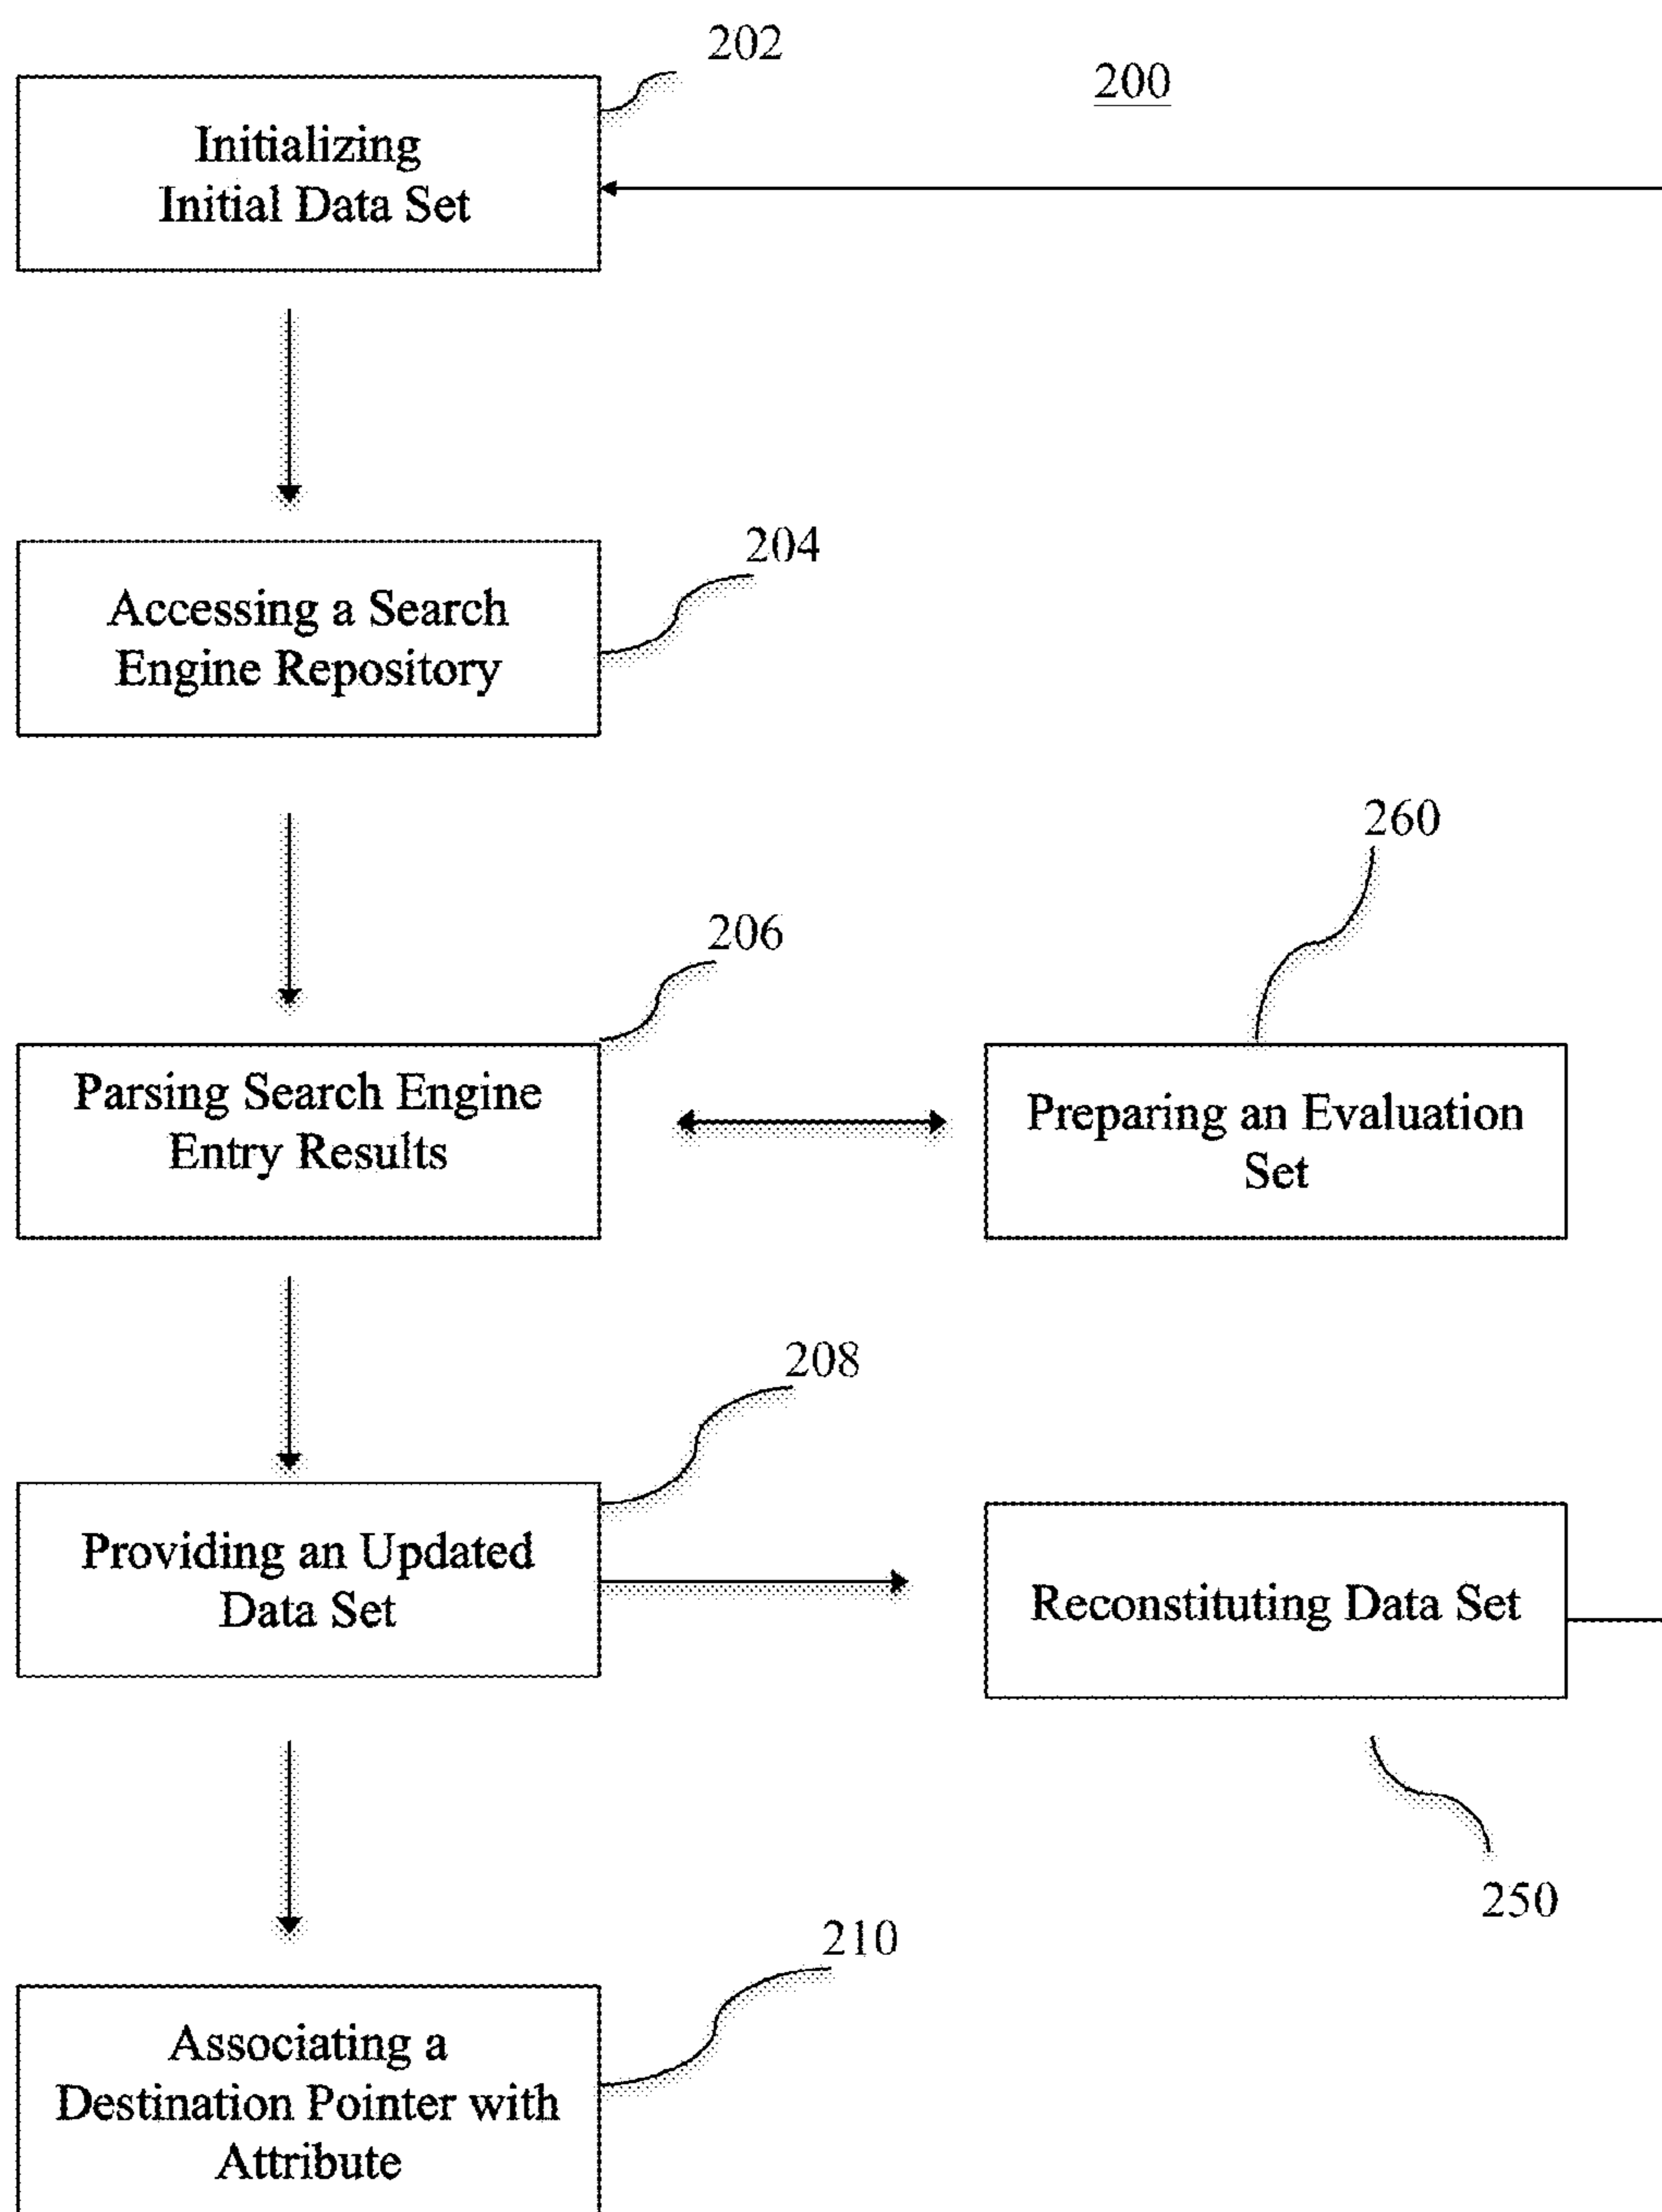 202
200
Initializing
Initial Data Set
204
Accessing a Search
Engine Repository
260
206
Parsing Search Engine
Entry Results
Preparing an Evaluation
Set
208
Providing an Updated
Data Set
Reconstituting Data Set
250
210
Associating a
Destination Pointer with
Attribute